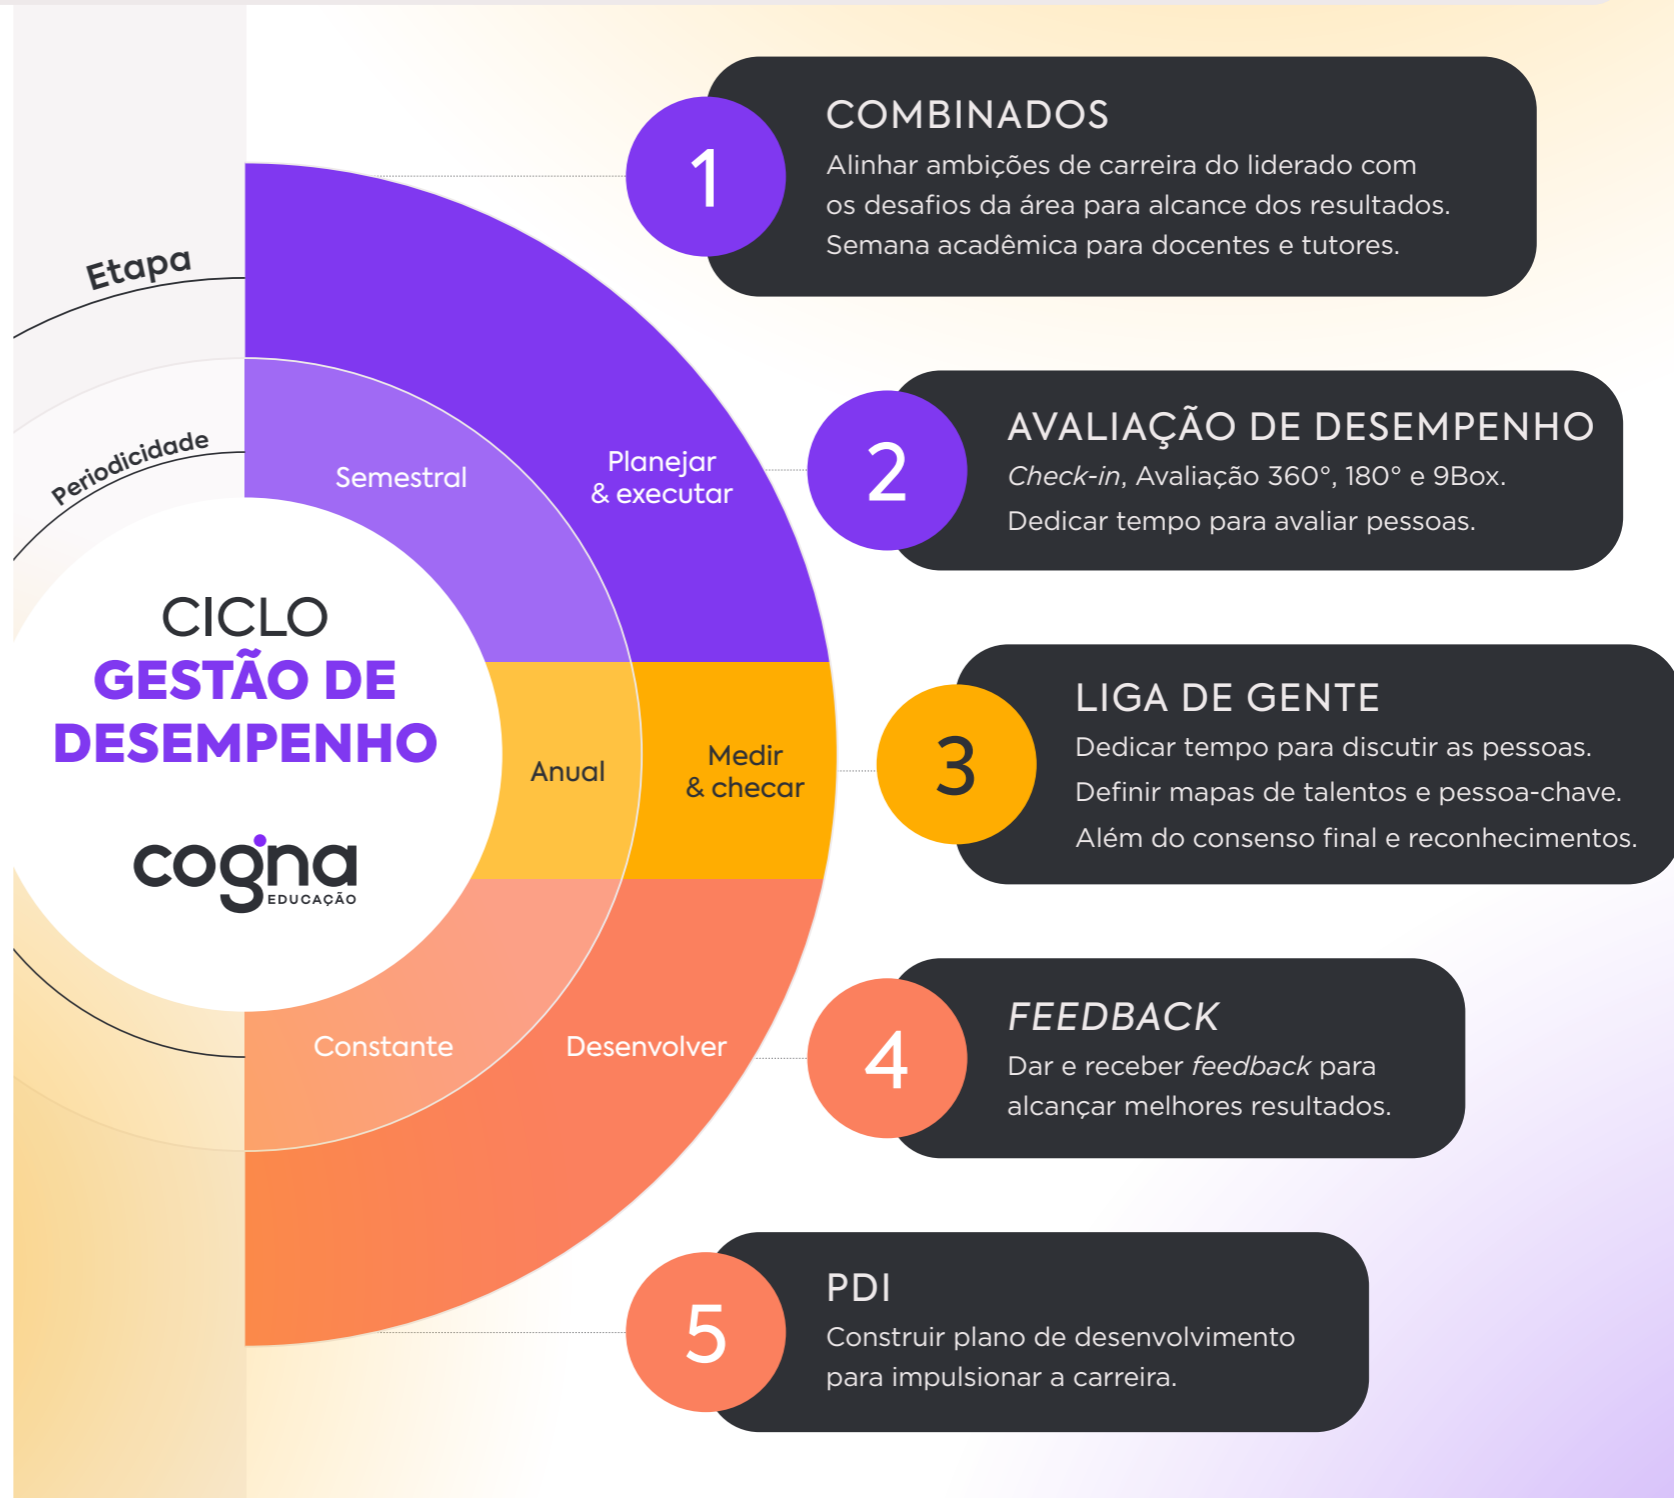 Etapa
Periodicidade
CICLO
GESTÃO DE
DESEMPENHO
cogna
EDUCAÇÃO
Semestral
Planejar
& executar
Anual
Medir
& checar
Constante
Desenvolver
1
COMBINADOS
Alinhar ambições de carreira do liderado com
os desafios da área para alcance dos resultados.
Semana acadêmica para docentes e tutores.
2
AVALIAÇÃO DE DESEMPENHO
Check-in, Avaliação 360°, 180° e 9Box.
Dedicar tempo para avaliar pessoas.
3
LIGA DE GENTE
Dedicar tempo para discutir as pessoas.
Definir mapas de talentos e pessoa-chave.
Além do consenso final e reconhecimentos.
4
FEEDBACK
Dar e receber feedback para
alcançar melhores resultados.
5
PDI
Construir plano de desenvolvimento
para impulsionar a carreira.